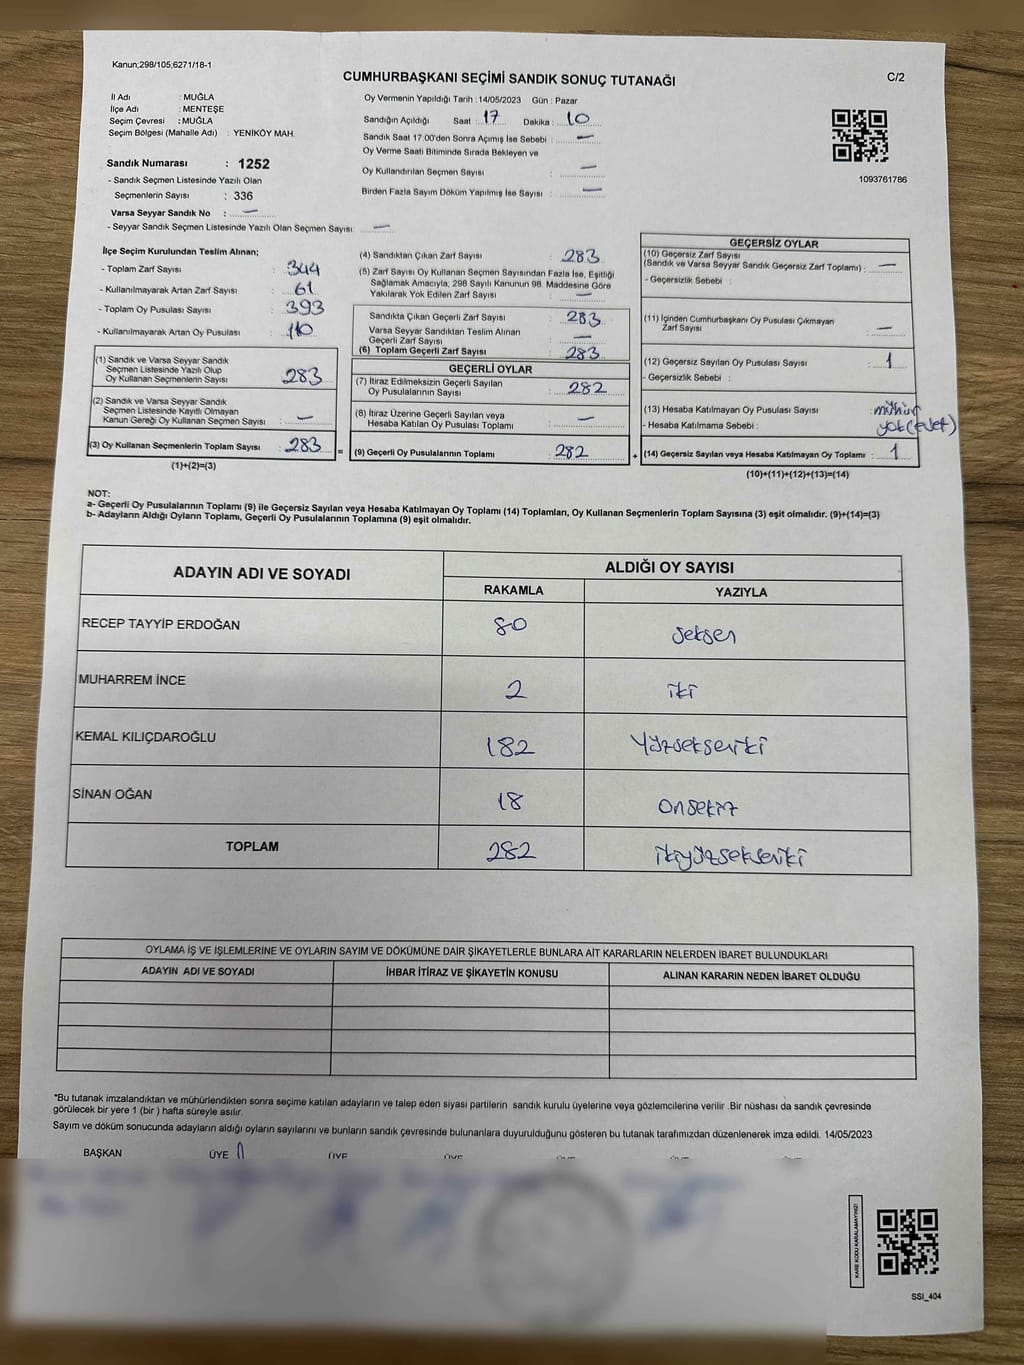 Kanun;298/105,6271/18-1
CUMHURBAŞKANI SEÇİMİ SANDIK SONUÇ TUTANAĞI
C/2
İl Adı : MUĞLA
İlçe Adı : MENTEŞE
Seçim Çevresi : MUĞLA
Seçim Bölgesi (Mahalle Adı) : YENİKÖY MAH.
Oy Vermenin Yapıldığı Tarih : 14/05/2023 Gün : Pazar
Sandığın Açıldığı Saat : 17 Dakika : 10
Sandık Saat 17:00'den Sonra Açımış İse Sebebi : —
Oy Verme Saati Bitiminde Sırada Bekleyen ve
Oy Kullandırılan Seçmen Sayısı : —
Birden Fazla Sayım Döküm Yapılmış İse Sayısı : —
1093761786
Sandık Numarası : 1252
- Sandık Seçmen Listesinde Yazılı Olan
Seçmenlerin Sayısı : 336
Varsa Seyyar Sandık No : —
- Seyyar Sandık Seçmen Listesinde Yazılı Olan Seçmen Sayısı: —
İlçe Seçim Kurulundan Teslim Alınan;
- Toplam Zarf Sayısı : 344
- Kullanılmayarak Artan Zarf Sayısı : 61
- Toplam Oy Pusulası Sayısı : 393
- Kullanılmayarak Artan Oy Pusulası : 110
(1) Sandık ve Varsa Seyyar Sandık
Seçmen Listesinde Yazılı Olup
Oy Kullanan Seçmenlerin Sayısı : 283
(2) Sandık ve Varsa Seyyar Sandık
Seçmen Listesinde Kayıtlı Olmayan
Kanun Gereği Oy Kullanan Seçmen Sayısı : —
(3) Oy Kullanan Seçmenlerin Toplam Sayısı : 283
(1)+(2)=(3)
(4) Sandıktan Çıkan Zarf Sayısı : 283
(5) Zarf Sayısı Oy Kullanan Seçmen Sayısından Fazla İse, Eşitliği
Sağlamak Amacıyla, 298 Sayılı Kanunun 98. Maddesine Göre
Yakılarak Yok Edilen Zarf Sayısı : —
Sandıkta Çıkan Geçerli Zarf Sayısı : 283
Varsa Seyyar Sandıktan Teslim Alınan
Geçerli Zarf Sayısı : —
(6) Toplam Geçerli Zarf Sayısı : 283
GEÇERLİ OYLAR
(7) İtiraz Edilmeksizin Geçerli Sayılan
Oy Pusulalarının Sayısı : 282
(8) İtiraz Üzerine Geçerli Sayılan veya
Hesaba Katılan Oy Pusulası Toplamı : —
= (9) Geçerli Oy Pusulalarının Toplamı : 282 +
GEÇERSİZ OYLAR
(10) Geçersiz Zarf Sayısı
(Sandık ve Varsa Seyyar Sandık Geçersiz Zarf Toplamı) : —
- Geçersizlik Sebebi :
(11) İçinden Cumhurbaşkanı Oy Pusulası Çıkmayan
Zarf Sayısı : —
(12) Geçersiz Sayılan Oy Pusulası Sayısı : 1
- Geçersizlik Sebebi :
(13) Hesaba Katılmayan Oy Pusulası Sayısı : mühür
- Hesaba Katılmama Sebebi : yok (evet)
(14) Geçersiz Sayılan veya Hesaba Katılmayan Oy Toplamı : 1
(10)+(11)+(12)+(13)=(14)
NOT:
a- Geçerli Oy Pusulalarının Toplamı (9) ile Geçersiz Sayılan veya Hesaba Katılmayan Oy Toplamı (14) Toplamları, Oy Kullanan Seçmenlerin Toplam Sayısına (3) eşit olmalıdır. (9)+(14)=(3)
b- Adayların Aldığı Oyların Toplamı, Geçerli Oy Pusulalarının Toplamına (9) eşit olmalıdır.
ADAYIN ADI VE SOYADI
ALDIĞI OY SAYISI
RAKAMLA YAZIYLA
RECEP TAYYİP ERDOĞAN 80 seksen
MUHARREM İNCE 2 iki
KEMAL KILIÇDAROĞLU 182 Yüzsekseniki
SİNAN OĞAN 18 onsekiz
TOPLAM 282 ikiyüzsekseniki
OYLAMA İŞ VE İŞLEMLERİNE VE OYLARIN SAYIM VE DÖKÜMÜNE DAİR ŞİKAYETLERLE BUNLARA AİT KARARLARIN NELERDEN İBARET BULUNDUKLARI
ADAYIN ADI VE SOYADI İHBAR İTİRAZ VE ŞİKAYETİN KONUSU ALINAN KARARIN NEDEN İBARET OLDUĞU
*Bu tutanak imzalandıktan ve mühürlendikten sonra seçime katılan adayların ve talep eden siyasi partilerin sandık kurulu üyelerine veya gözlemcilerine verilir .Bir nüshası da sandık çevresinde
görülecek bir yere 1 (bir ) hafta süreyle asılır.
Sayım ve döküm sonucunda adayların aldığı oyların sayılarını ve bunların sandık çevresinde bulunanlara duyurulduğunu gösteren bu tutanak tarafımızdan düzenlenerek imza edildi. 14/05/2023
BAŞKAN ÜYE ÜYE ÜYE ÜYE ÜYE ÜYE
KARE KODU KARALAMAYINIZ!
SSİ_404